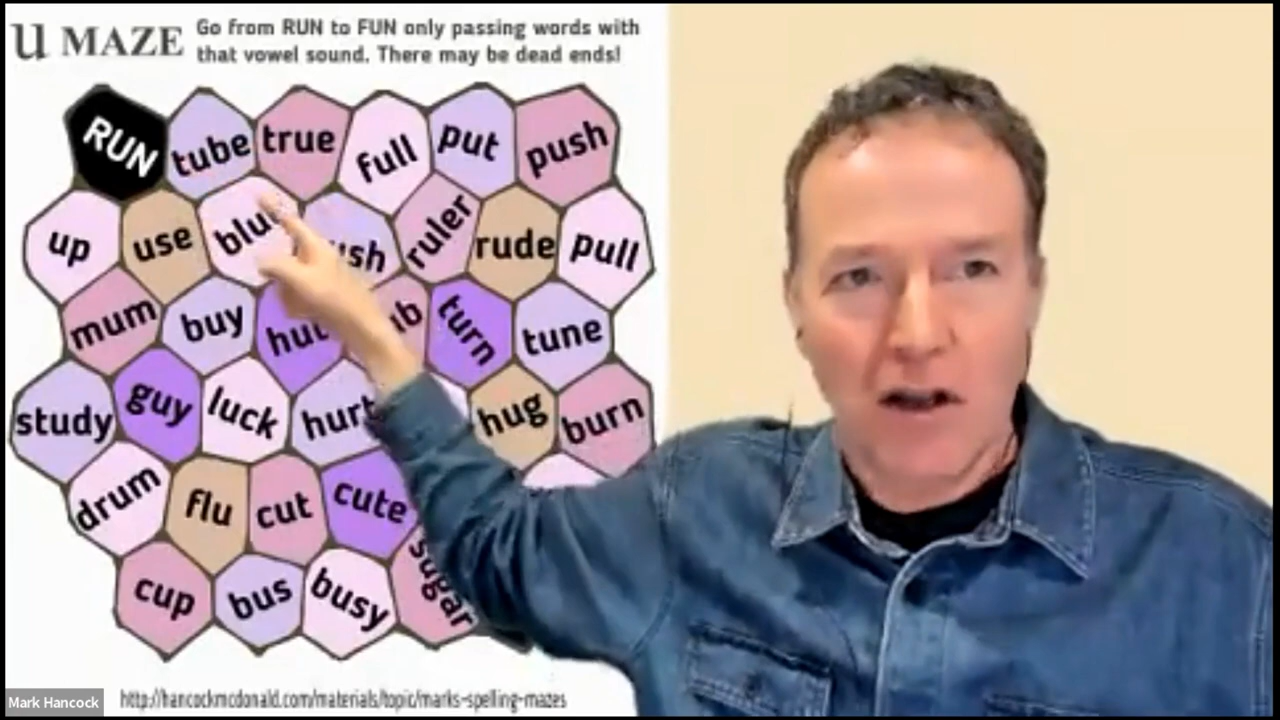 u MAZE
Go from RUN to FUN only passing words with
that vowel sound. There may be dead ends!
RUN tube true full put push
up use ruler rude pull
mum buy turn tune
study guy luck hurt hug burn
drum flu cut cute
cup bus busy sugar
Mark Hancock
http://hancockmcdonald.com/materials/topic/marks-spelling-mazes